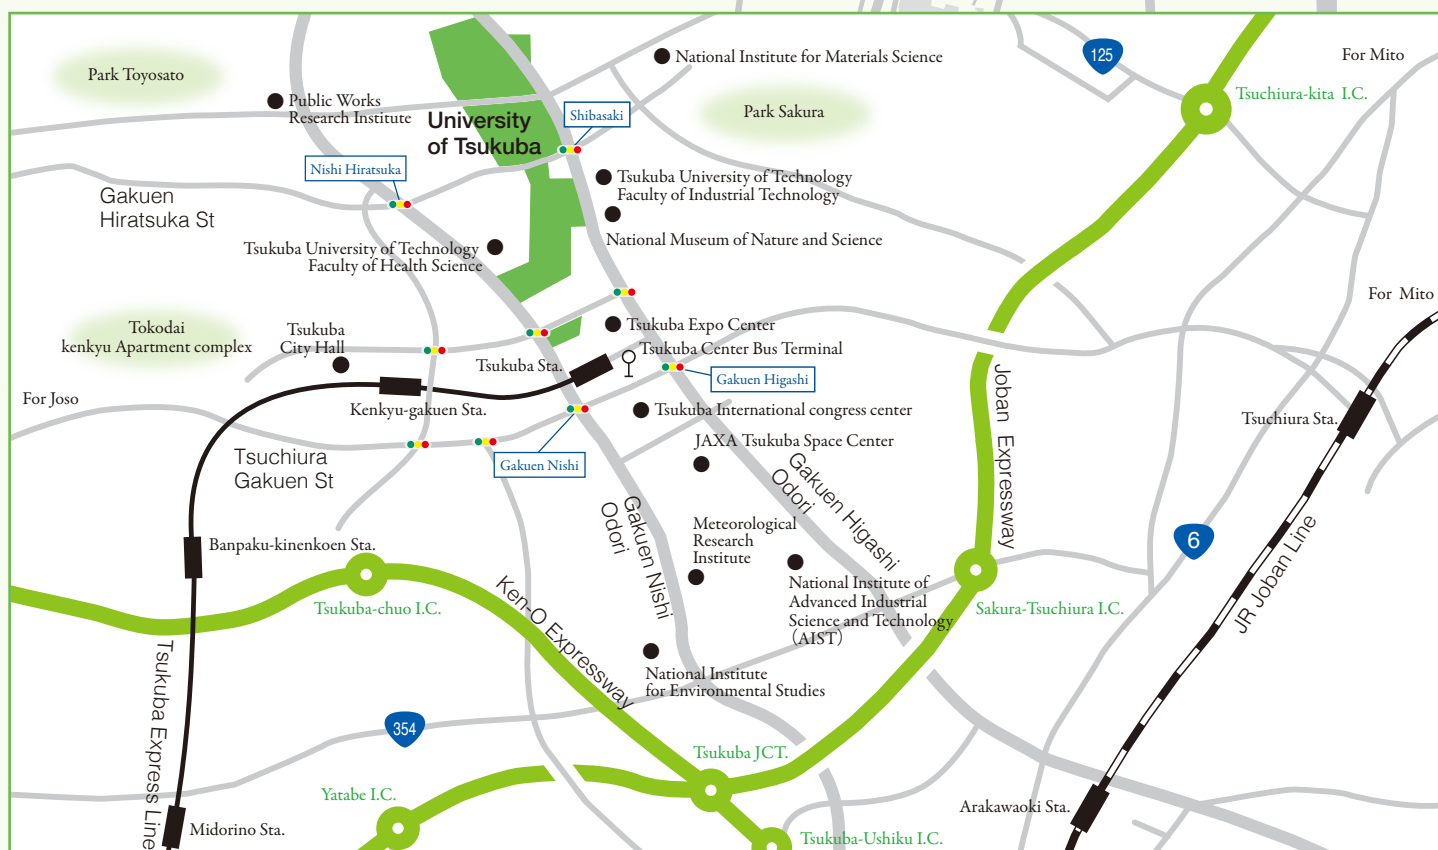 National Institute for Materials Science
125
For Mito
Park Toyosato
Tsuchiura-kita I.C.
Public Works
Research Institute
Park Sakura
University
of Tsukuba
Shibasaki
Nishi Hiratsuka
Tsukuba University of Technology
Faculty of Industrial Technology
Gakuen
Hiratsuka St
National Museum of Nature and Science
Tsukuba University of Technology
Faculty of Health Science
For Mito
Tokodai
kenkyu Apartment complex
Tsukuba
City Hall
Tsukuba Expo Center
Tsukuba Center Bus Terminal
Tsukuba Sta.
Gakuen Higashi
For Joso
Kenkyu-gakuen Sta.
Tsukuba International congress center
Tsuchiura Sta.
Joban Expressway
JAXA Tsukuba Space Center
Tsuchiura
Gakuen St
Gakuen Nishi
Gakuen Higashi
Odori
Gakuen Nishi
Odori
Meteorological
Research
Institute
6
JR Joban Line
Banpaku-kinenkoen Sta.
National Institute of
Advanced Industrial
Science and Technology
(AIST)
Tsukuba-chuo I.C.
Ken-O Expressway
Sakura-Tsuchiura I.C.
National Institute
for Environmental Studies
Tsukuba Express Line
354
Tsukuba JCT.
Yatabe I.C.
Arakawaoki Sta.
Midorino Sta.
Tsukuba-Ushiku I.C.